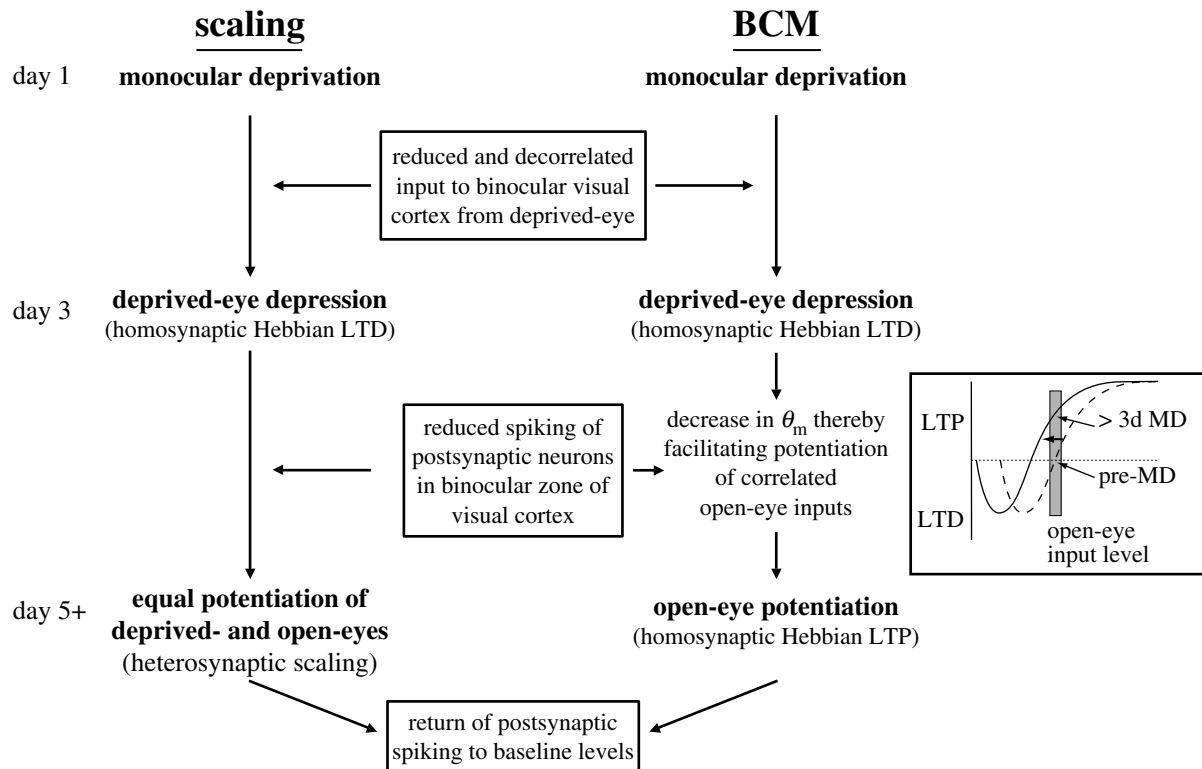 scaling
BCM
day 1
monocular deprivation
monocular deprivation
reduced and decorrelated
input to binocular visual
cortex from deprived-eye
day 3
deprived-eye depression
(homosynaptic Hebbian LTD)
deprived-eye depression
(homosynaptic Hebbian LTD)
reduced spiking of
postsynaptic neurons
in binocular zone of
visual cortex
decrease in θm thereby
facilitating potentiation
of correlated
open-eye inputs
LTP
LTD
> 3d MD
pre-MD
open-eye
input level
day 5+
equal potentiation of
deprived- and open-eyes
(heterosynaptic scaling)
open-eye potentiation
(homosynaptic Hebbian LTP)
return of postsynaptic
spiking to baseline levels